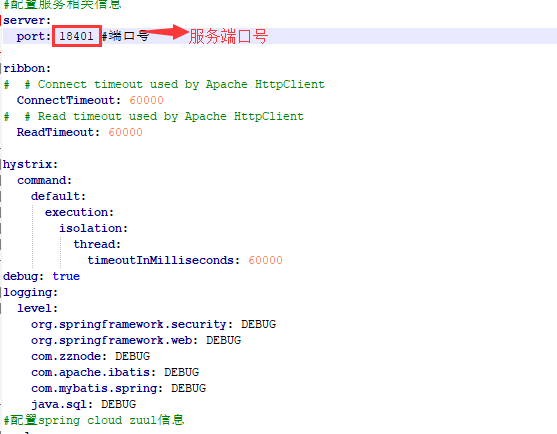 #配置服务相关信息
server:
  port: 18401 #端口号 服务端口号
ribbon:
#  # Connect timeout used by Apache HttpClient
  ConnectTimeout: 60000
#  # Read timeout used by Apache HttpClient
  ReadTimeout: 60000
hystrix:
  command:
    default:
      execution:
        isolation:
          thread:
            timeoutInMilliseconds: 60000
debug: true
logging:
  level:
    org.springframework.security: DEBUG
    org.springframework.web: DEBUG
    com.zznode: DEBUG
    com.apache.ibatis: DEBUG
    com.mybatis.spring: DEBUG
    java.sql: DEBUG
#配置spring cloud zuul信息